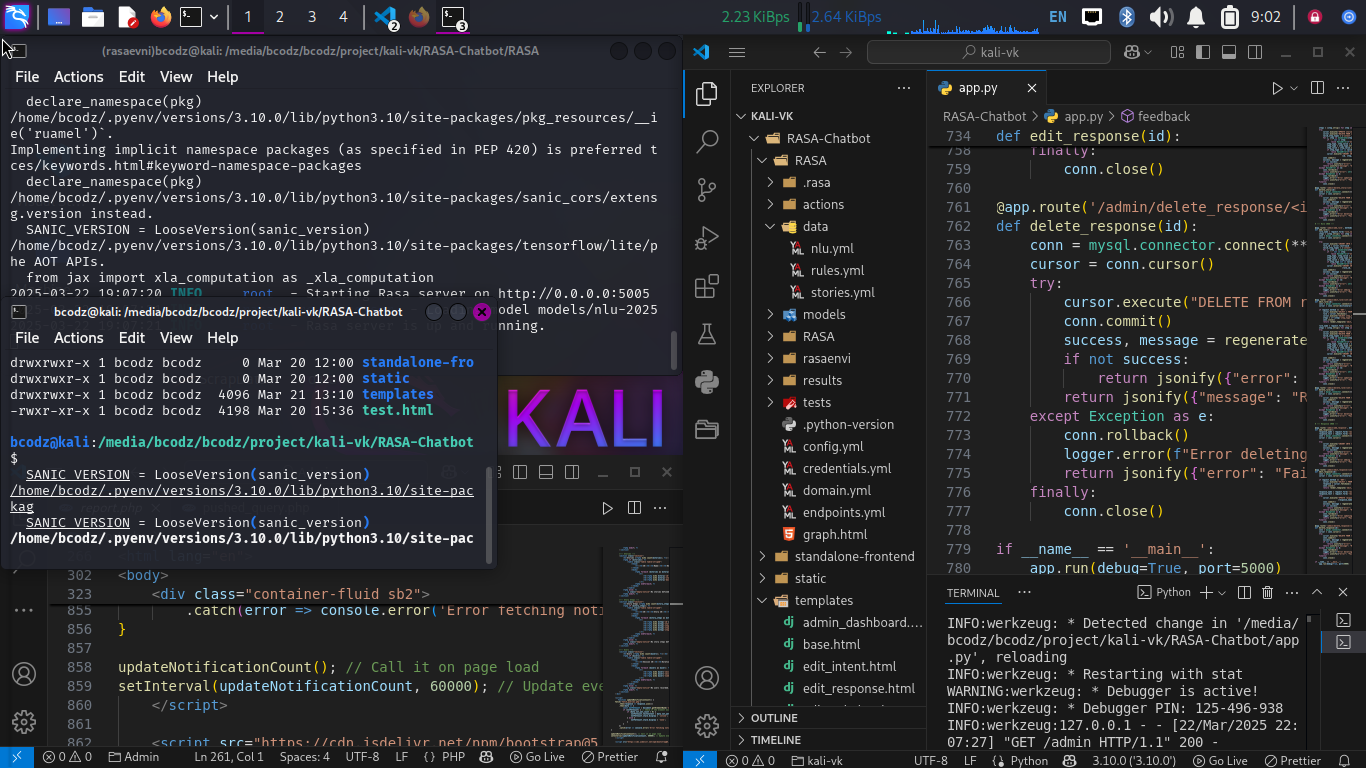 1 2 3 4
2
3
2.23 KiBps 2.64 KiBps
EN 9:02
(rasaevni)bcodz@kali: /media/bcodz/bcodz/project/kali-vk/RASA-Chatbot/RASA
File Actions Edit View Help
declare_namespace(pkg)
/home/bcodz/.pyenv/versions/3.10.0/lib/python3.10/site-packages/pkg_resources/__i
e('ruamel')`.
Implementing implicit namespace packages (as specified in PEP 420) is preferred t
ces/keywords.html#keyword-namespace-packages
declare_namespace(pkg)
/home/bcodz/.pyenv/versions/3.10.0/lib/python3.10/site-packages/sanic_cors/extens
g.version instead.
SANIC_VERSION = LooseVersion(sanic_version)
/home/bcodz/.pyenv/versions/3.10.0/lib/python3.10/site-packages/tensorflow/lite/p
he AOT APIs.
from jax import xla_computation as _xla_computation
2025-03-22 19:07:20 INFO root - Starting Rasa server on http://0.0.0.0:5005
odel models/nlu-2025
nning.
bcodz@kali: /media/bcodz/bcodz/project/kali-vk/RASA-Chatbot
File Actions Edit View Help
drwxrwxr-x 1 bcodz bcodz 0 Mar 20 12:00 standalone-fro
drwxrwxr-x 1 bcodz bcodz 0 Mar 20 12:00 static
drwxrwxr-x 1 bcodz bcodz 4096 Mar 21 13:10 templates
-rwxr-xr-x 1 bcodz bcodz 4198 Mar 20 15:36 test.html
bcodz@kali:/media/bcodz/bcodz/project/kali-vk/RASA-Chatbot
$
SANIC_VERSION = LooseVersion(sanic_version)
/home/bcodz/.pyenv/versions/3.10.0/lib/python3.10/site-pac
kag
SANIC_VERSION = LooseVersion(sanic_version)
/home/bcodz/.pyenv/versions/3.10.0/lib/python3.10/site-pac
KALI
302 <body>
323 <div class="container-fluid sb2">
855 .catch(error => console.error('Error fetching noti
856 }
857
858 updateNotificationCount(); // Call it on page load
859 setInterval(updateNotificationCount, 60000); // Update eve
860 </script>
861
862 <script src="https://cdn.jsdelivr.net/npm/bootstrap@5
0 0 Admin Ln 261, Col 1 Spaces: 4 UTF-8 LF {} PHP Go Live Prettier
kali-vk
EXPLORER
KALI-VK
RASA-Chatbot
RASA
.rasa
actions
data
nlu.yml
rules.yml
stories.yml
models
RASA
rasaenvi
results
tests
.python-version
config.yml
credentials.yml
domain.yml
endpoints.yml
graph.html
standalone-frontend
static
templates
admin_dashboard....
base.html
edit_intent.html
edit_response.html
OUTLINE
TIMELINE
app.py
RASA-Chatbot > app.py > feedback
734 def edit_response(id):
758 finally:
759 conn.close()
760
761 @app.route('/admin/delete_response/<i
762 def delete_response(id):
763 conn = mysql.connector.connect(**
764 cursor = conn.cursor()
765 try:
766 cursor.execute("DELETE FROM r
767 conn.commit()
768 success, message = regenerate
769 if not success:
770 return jsonify({"error":
771 return jsonify({"message": "R
772 except Exception as e:
773 conn.rollback()
774 logger.error(f"Error deleting
775 return jsonify({"error": "Fai
776 finally:
777 conn.close()
778
779 if __name__ == '__main__':
780 app.run(debug=True, port=5000)
TERMINAL ... Python
INFO:werkzeug: * Detected change in '/media/
bcodz/bcodz/project/kali-vk/RASA-Chatbot/app
.py', reloading
INFO:werkzeug: * Restarting with stat
WARNING:werkzeug: * Debugger is active!
INFO:werkzeug: * Debugger PIN: 125-496-938
INFO:werkzeug:127.0.0.1 - - [22/Mar/2025 22:
07:27] "GET /admin HTTP/1.1" 200 -
0 0 kali-vk UTF-8 LF {} Python 3.10.0 ('3.10.0') Go Live Prettier